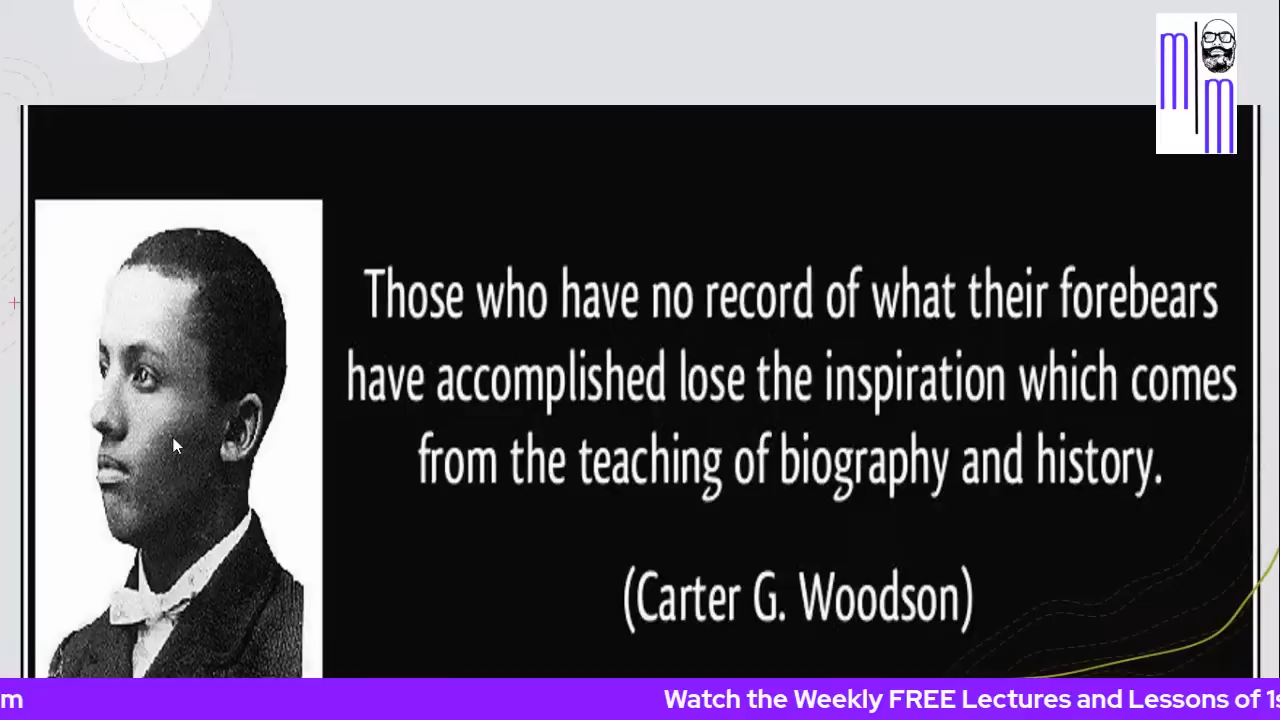 m
m
Those who have no record of what their forebears
have accomplished lose the inspiration which comes
from the teaching of biography and history.
(Carter G. Woodson)
m
Watch the Weekly FREE Lectures and Lessons of 1s